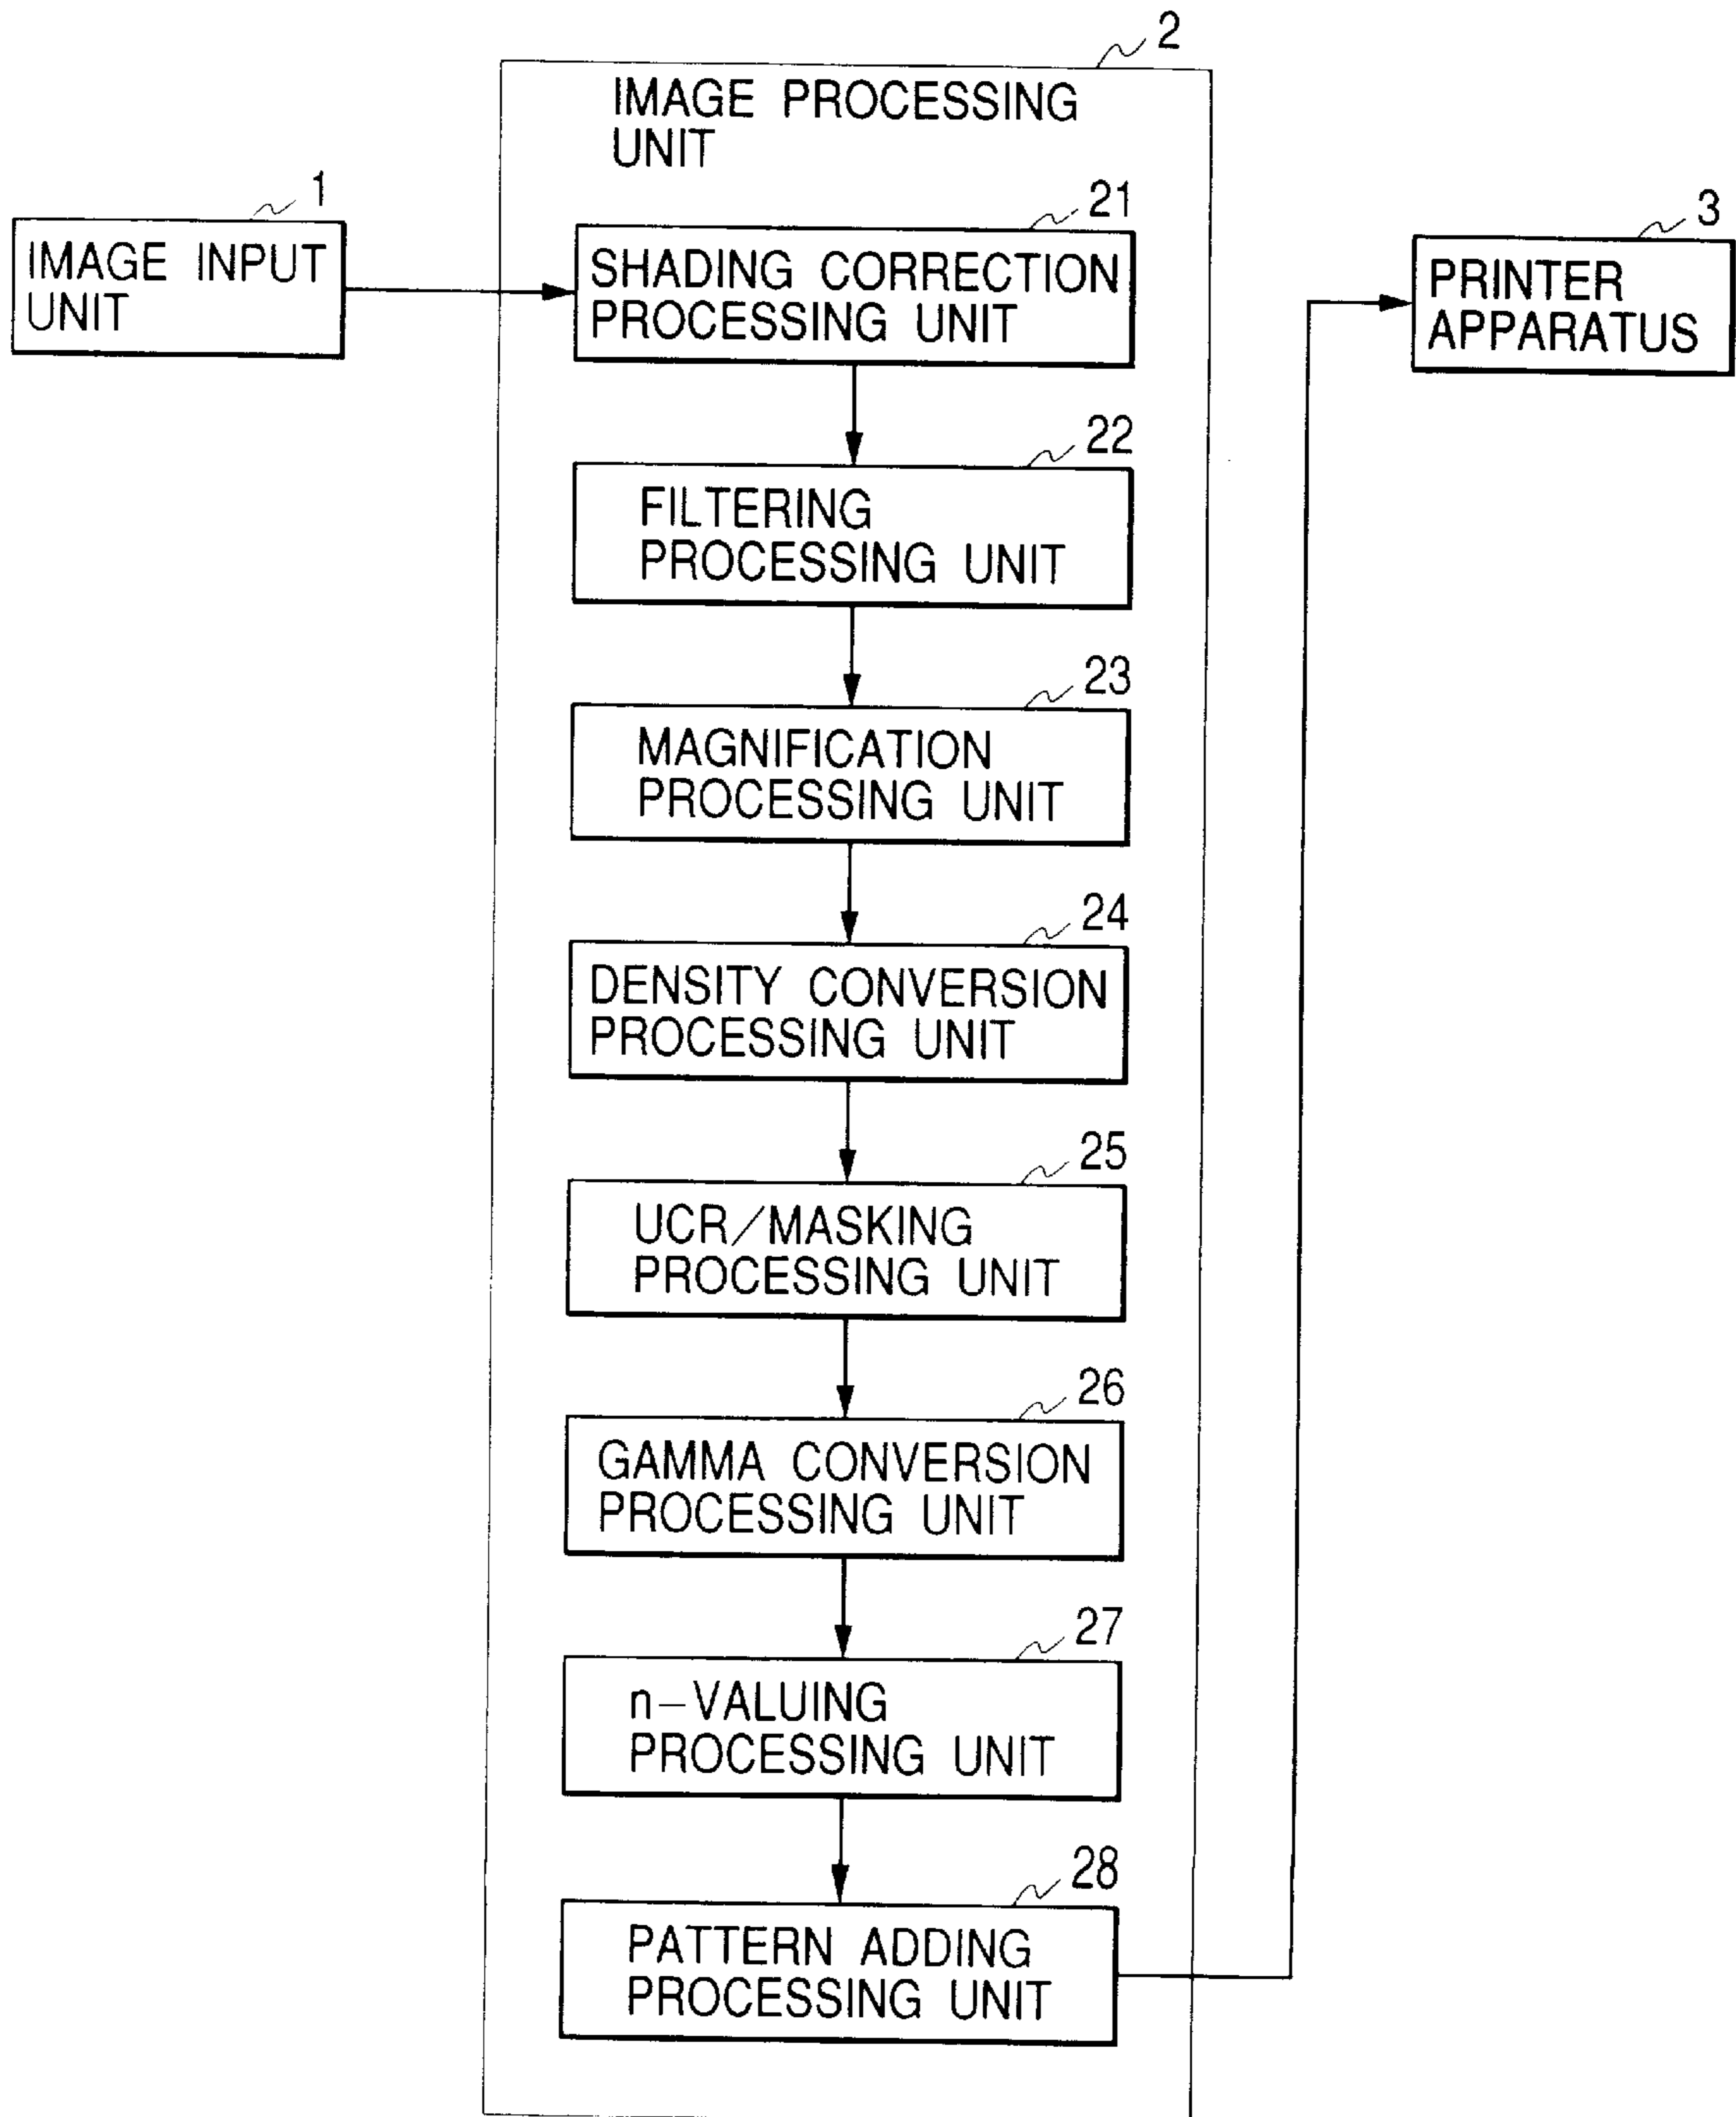 2
IMAGE PROCESSING
UNIT
1
IMAGE INPUT
UNIT
21
SHADING CORRECTION
PROCESSING UNIT
3
PRINTER
APPARATUS
22
FILTERING
PROCESSING UNIT
23
MAGNIFICATION
PROCESSING UNIT
24
DENSITY CONVERSION
PROCESSING UNIT
25
UCR/MASKING
PROCESSING UNIT
26
GAMMA CONVERSION
PROCESSING UNIT
27
n-VALUING
PROCESSING UNIT
28
PATTERN ADDING
PROCESSING UNIT